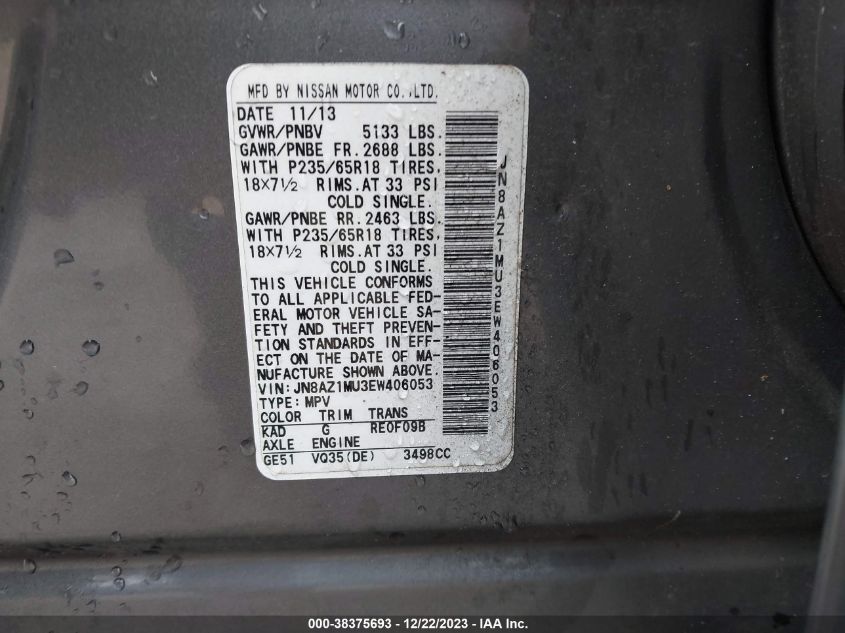 MFD BY NISSAN MOTOR CO.,LTD.
DATE 11/13
GVWR/PNBV 5133 LBS.
GAWR/PNBE FR.2688 LBS.
WITH P235/65R18 TIRES,
18X7½ RIMS.AT 33 PSI
COLD SINGLE.
GAWR/PNBE RR.2463 LBS.
WITH P235/65R18 TIRES,
18X7½ RIMS.AT 33 PSI
COLD SINGLE.
THIS VEHICLE CONFORMS
TO ALL APPLICABLE FED-
ERAL MOTOR VEHICLE SA-
FETY AND THEFT PREVEN-
TION STANDARDS IN EFF-
ECT ON THE DATE OF MA-
NUFACTURE SHOWN ABOVE.
VIN:JN8AZ1MU3EW406053
TYPE:MPV
COLOR TRIM TRANS
KAD G RE0F09B
AXLE ENGINE
GE51 VQ35(DE) 3498CC
JN8AZ1MU3EW406053
000-38375693 - 12/22/2023 - IAA Inc.